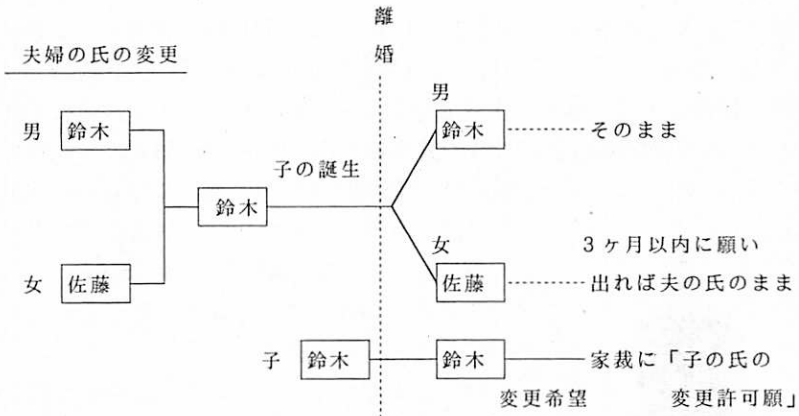 離
婚
夫婦の氏の変更
男
男 鈴木
鈴木 そのまま
子の誕生
鈴木
女 3ヶ月以内に願い
女 佐藤
佐藤 出れば夫の氏のまま
子 鈴木 鈴木 家裁に「子の氏の
変更希望 変更許可願」